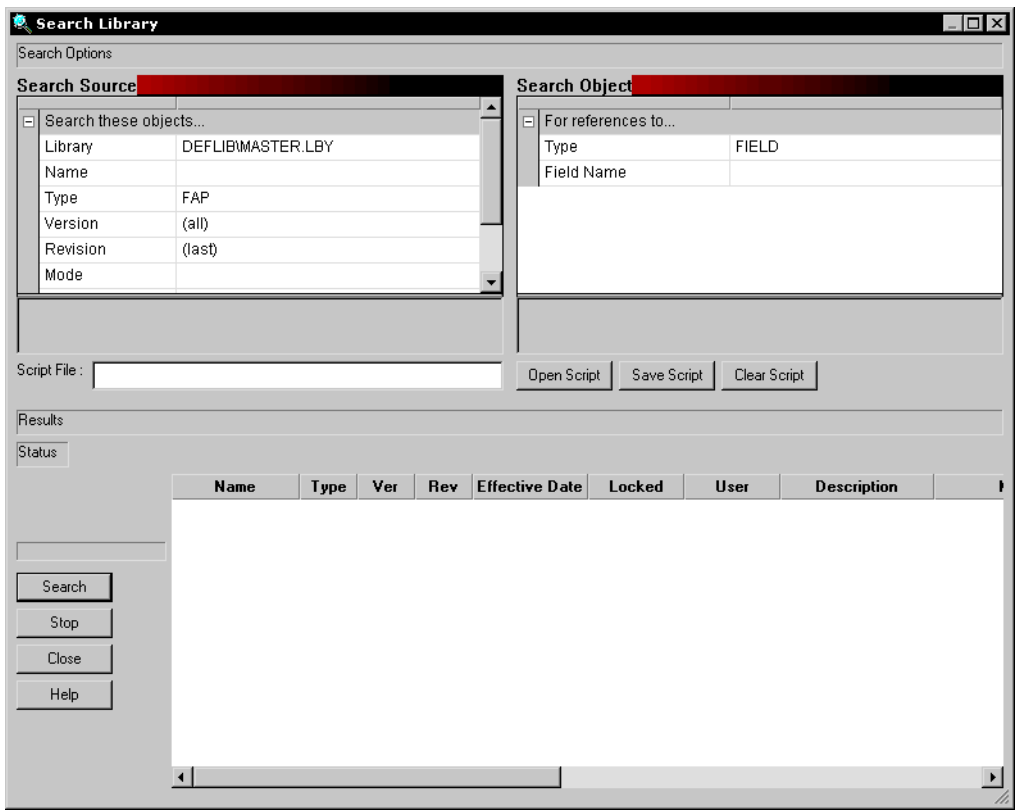 Search Library
Search Options
Search Source
Search these objects...
Library DEFLIB\MASTER.LBY
Name
Type FAP
Version (all)
Revision (last)
Mode
Search Object
For references to...
Type FIELD
Field Name
Script File :
Open Script Save Script Clear Script
Results
Status
Name Type Ver Rev Effective Date Locked User Description
Search
Stop
Close
Help